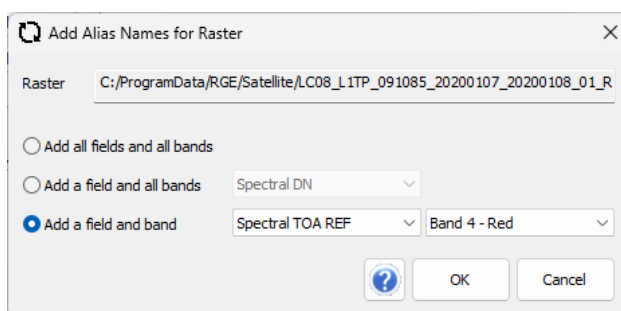 Add Alias Names for Raster
Raster C:/ProgramData/RGE/Satellite/LC08_L1TP_091085_20200107_20200108_01_R
Add all fields and all bands
Add a field and all bands Spectral DN
Add a field and band Spectral TOA REF Band 4 - Red
? OK Cancel